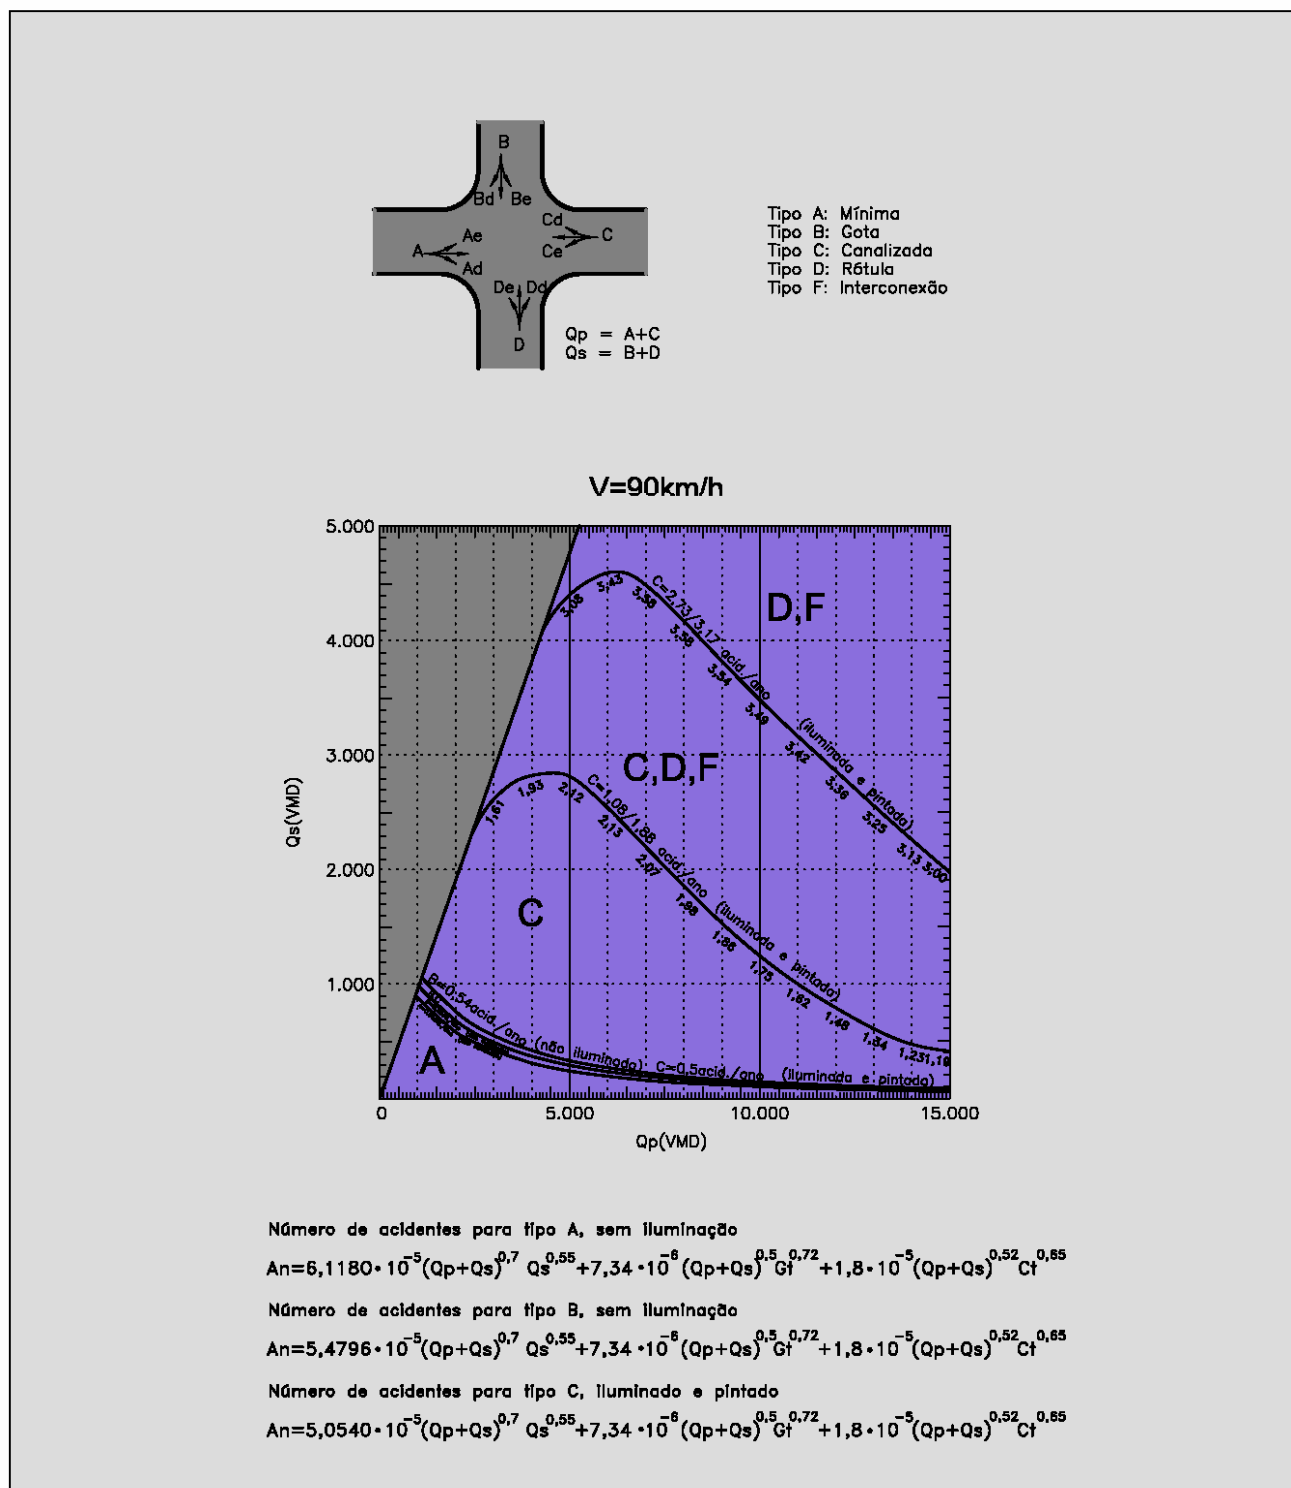 B
Bd Be
Cd
Ae
C
A
Ce
Ad
De Dd
D
Qp = A+C
Qs = B+D
Tipo A: Mínima
Tipo B: Gota
Tipo C: Canalizada
Tipo D: Rótula
Tipo F: Interconexão
V=90km/h
5.000
4.000
3.000
2.000
1.000
Qs(VMD)
C=2,73/3,17 acid./ano (iluminada e pintada)
3,08 3,43 3,58 3,58 3,54 3,49 3,42 3,36 3,25 3,13 3,00
D,F
C,D,F
C=1,08/1,88 acid./ano (iluminada e pintada)
1,61 1,93 2,12 2,13 2,07 1,98 1,86 1,75 1,62 1,48 1,34 1,23 1,19
C
B=0,54acid./ano (não iluminada)
C=0,5acid./ano (iluminada e pintada)
A
0 5.000 10.000 15.000
Qp(VMD)
Número de acidentes para tipo A, sem iluminação
An=6,1180•10^-5(Qp+Qs)^0,7 Qs^0,55+7,34•10^-6(Qp+Qs)^0,5 Gt^0,72+1,8•10^-5(Qp+Qs)^0,52 Ct^0,65
Número de acidentes para tipo B, sem iluminação
An=5,4796•10^-5(Qp+Qs)^0,7 Qs^0,55+7,34•10^-6(Qp+Qs)^0,5 Gt^0,72+1,8•10^-5(Qp+Qs)^0,52 Ct^0,65
Número de acidentes para tipo C, iluminado e pintado
An=5,0540•10^-5(Qp+Qs)^0,7 Qs^0,55+7,34•10^-6(Qp+Qs)^0,5 Gt^0,72+1,8•10^-5(Qp+Qs)^0,52 Ct^0,65